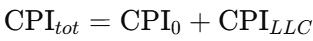 CPI_{tot} = CPI_0 + CPI_{LLC}